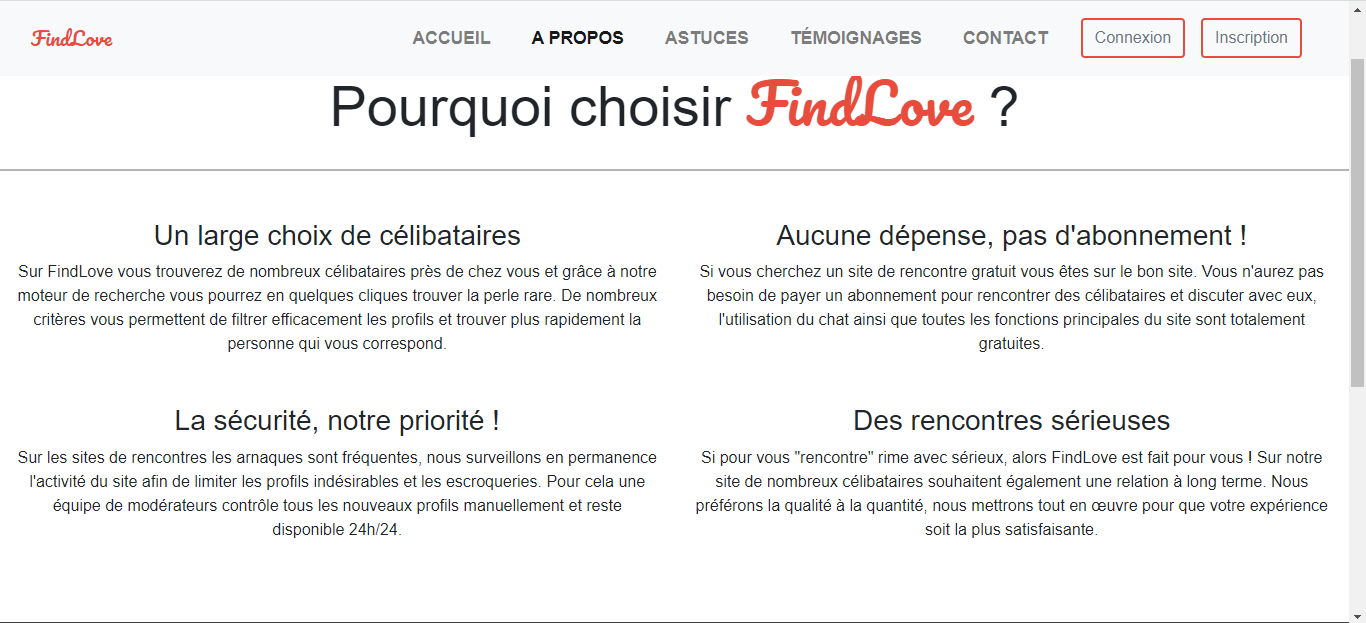 FindLove ACCUEIL A PROPOS ASTUCES TÉMOIGNAGES CONTACT Connexion Inscription
Pourquoi choisir FindLove ?
Un large choix de célibataires
Sur FindLove vous trouverez de nombreux célibataires près de chez vous et grâce à notre
moteur de recherche vous pourrez en quelques cliques trouver la perle rare. De nombreux
critères vous permettent de filtrer efficacement les profils et trouver plus rapidement la
personne qui vous correspond.
Aucune dépense, pas d'abonnement !
Si vous cherchez un site de rencontre gratuit vous êtes sur le bon site. Vous n'aurez pas
besoin de payer un abonnement pour rencontrer des célibataires et discuter avec eux,
l'utilisation du chat ainsi que toutes les fonctions principales du site sont totalement
gratuites.
La sécurité, notre priorité !
Sur les sites de rencontres les arnaques sont fréquentes, nous surveillons en permanence
l'activité du site afin de limiter les profils indésirables et les escroqueries. Pour cela une
équipe de modérateurs contrôle tous les nouveaux profils manuellement et reste
disponible 24h/24.
Des rencontres sérieuses
Si pour vous "rencontre" rime avec sérieux, alors FindLove est fait pour vous ! Sur notre
site de nombreux célibataires souhaitent également une relation à long terme. Nous
préférons la qualité à la quantité, nous mettrons tout en œuvre pour que votre expérience
soit la plus satisfaisante.